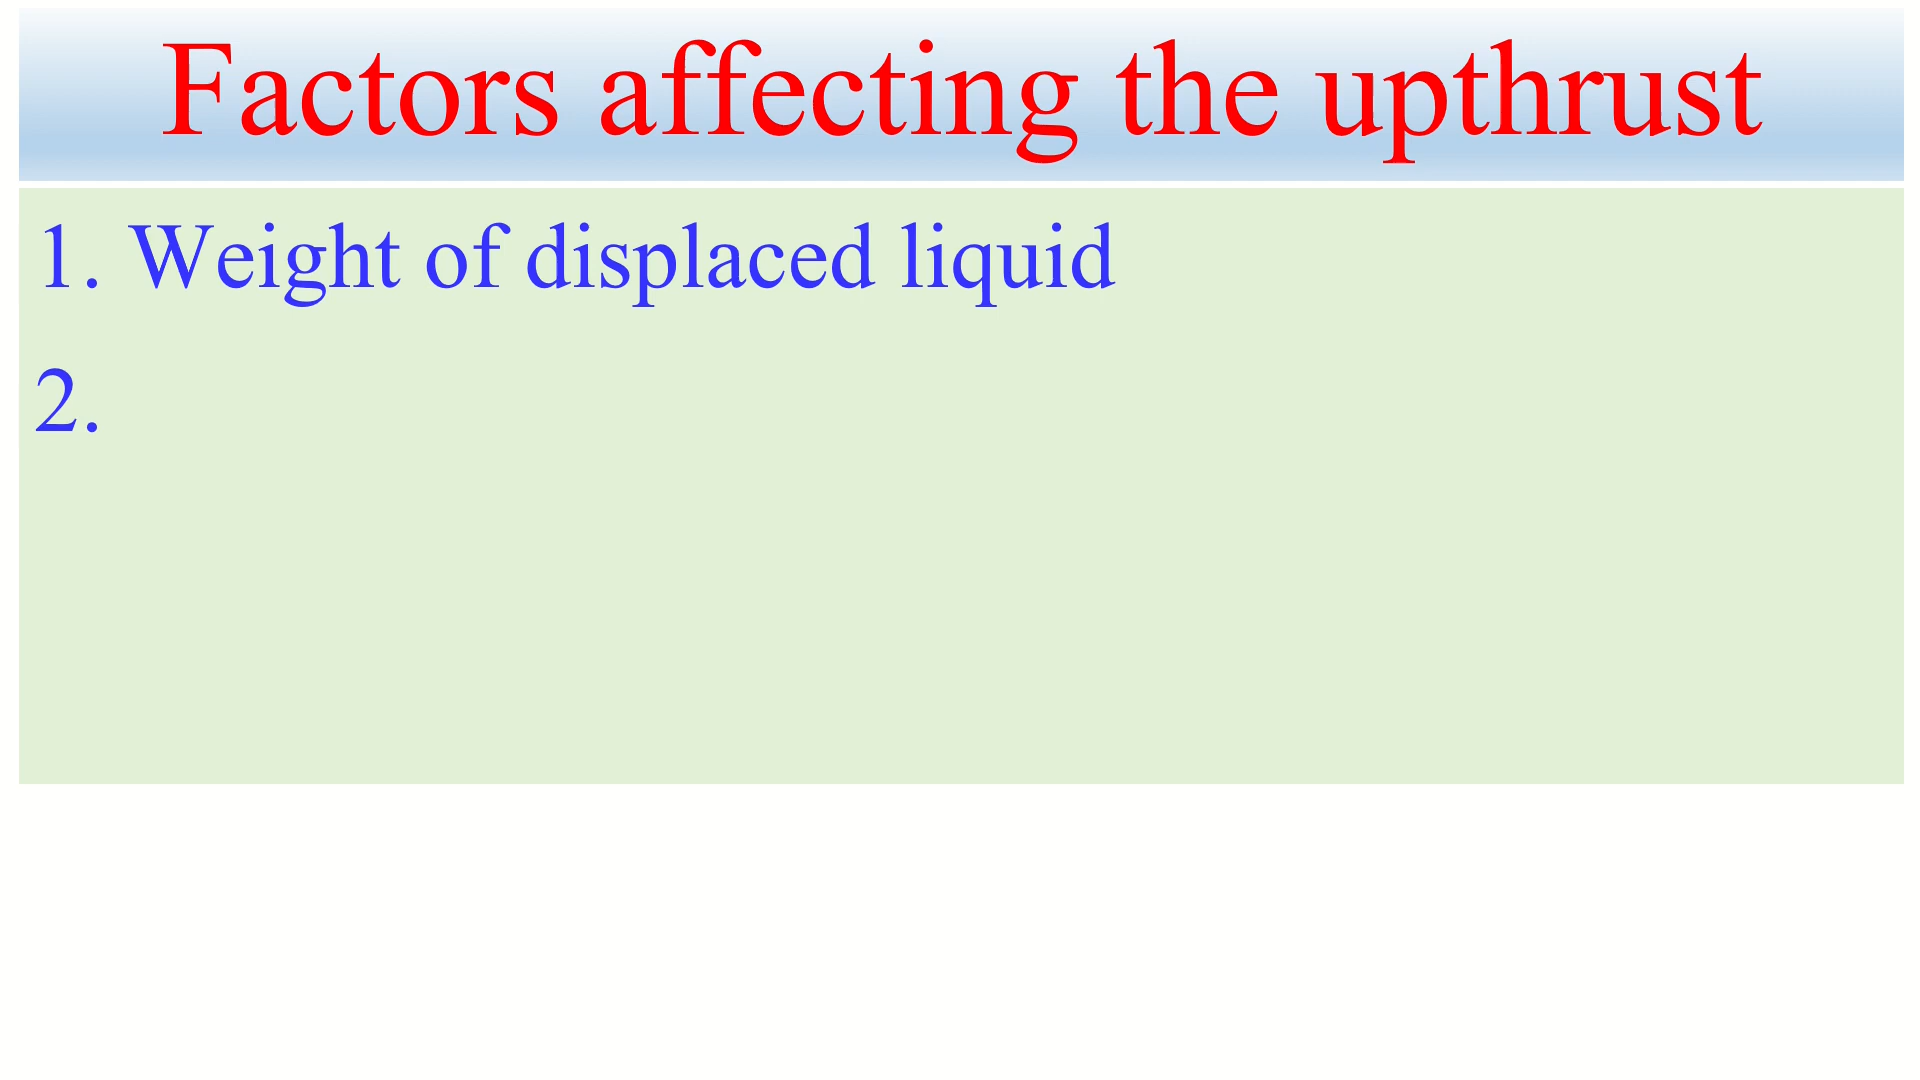 Factors affecting the upthrust
1. Weight of displaced liquid
2.